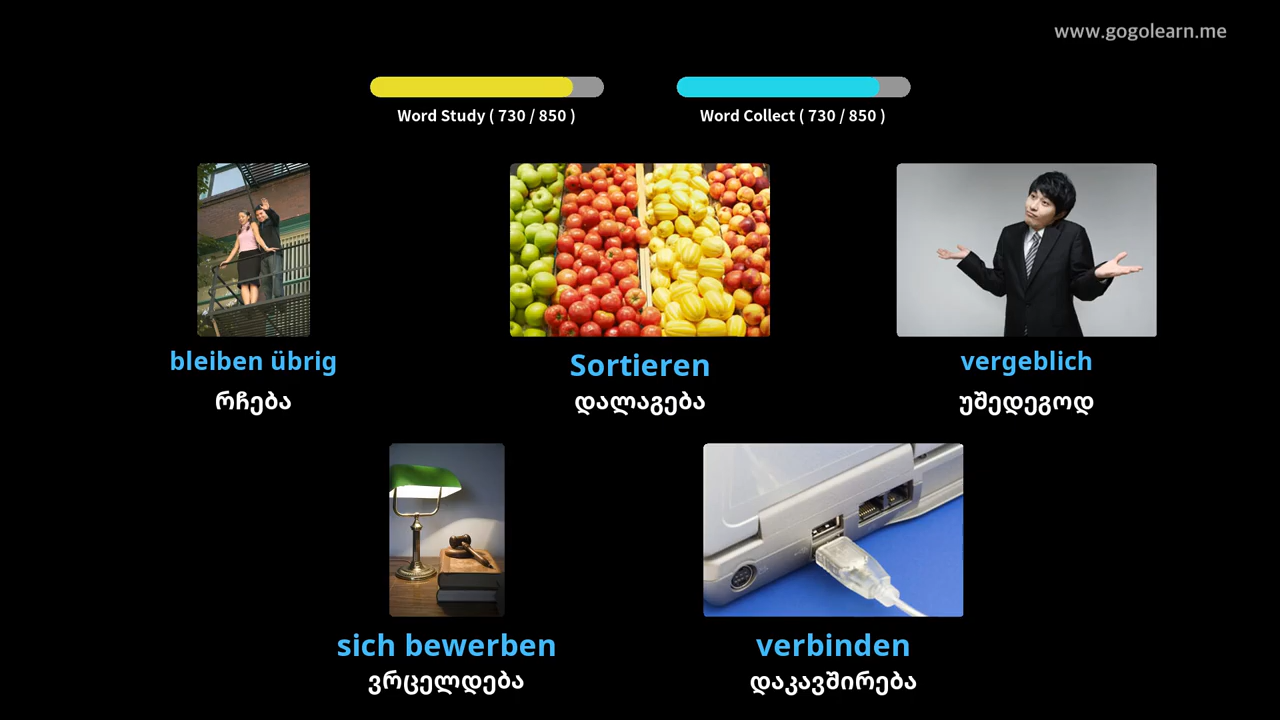 www.gogolearn.me
Word Study ( 730 / 850 )
Word Collect ( 730 / 850 )
bleiben übrig
რჩება
Sortieren
დალაგება
vergeblich
უშედეგოდ
sich bewerben
ვრცელდება
verbinden
დაკავშირება